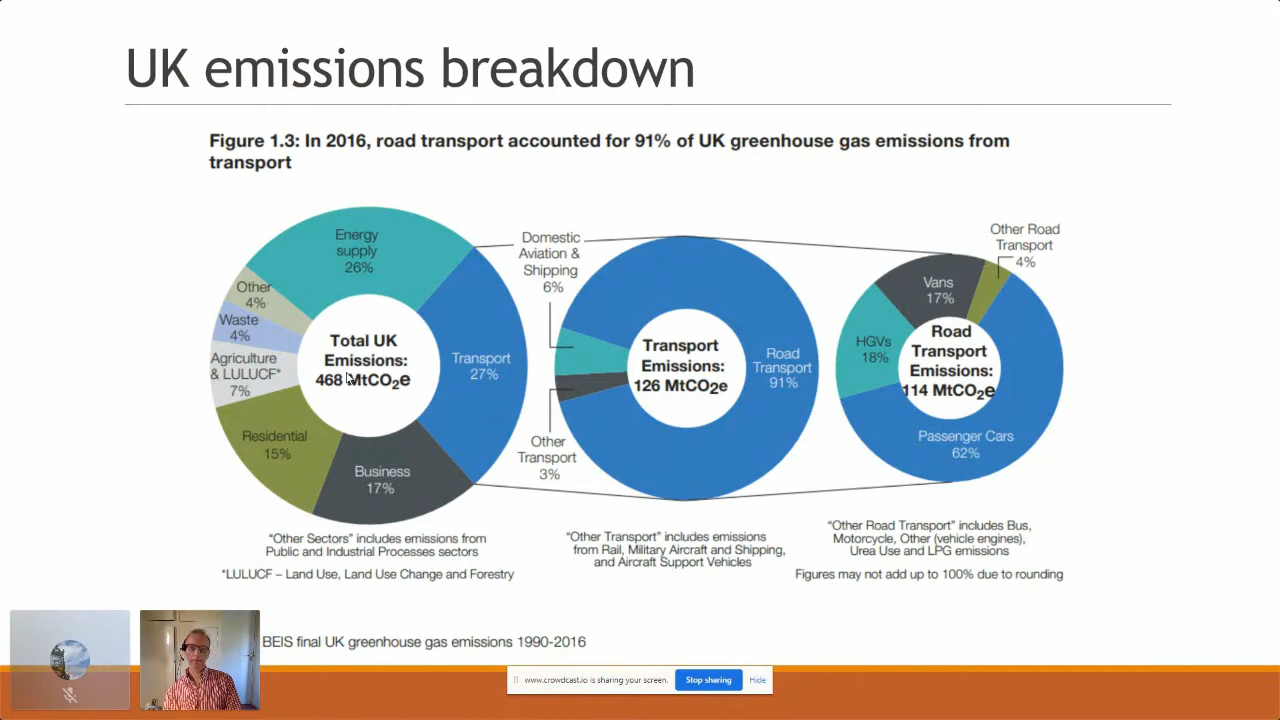 UK emissions breakdown
Figure 1.3: In 2016, road transport accounted for 91% of UK greenhouse gas emissions from
transport
Energy
supply
26%
Other
4%
Waste
4%
Agriculture
& LULUCF*
7%
Residential
15%
Business
17%
Transport
27%
Total UK
Emissions:
468 MtCO₂e
Domestic
Aviation &
Shipping
6%
Other
Transport
3%
Road
Transport
91%
Transport
Emissions:
126 MtCO₂e
Other Road
Transport
4%
Vans
17%
HGVs
18%
Passenger Cars
62%
Road
Transport
Emissions:
114 MtCO₂e
“Other Sectors” includes emissions from
Public and Industrial Processes sectors
*LULUCF – Land Use, Land Use Change and Forestry
“Other Transport” includes emissions
from Rail, Military Aircraft and Shipping,
and Aircraft Support Vehicles
“Other Road Transport” includes Bus,
Motorcycle, Other (vehicle engines),
Urea Use and LPG emissions
Figures may not add up to 100% due to rounding
BEIS final UK greenhouse gas emissions 1990-2016
www.crowdcast.io is sharing your screen.
Stop sharing
Hide